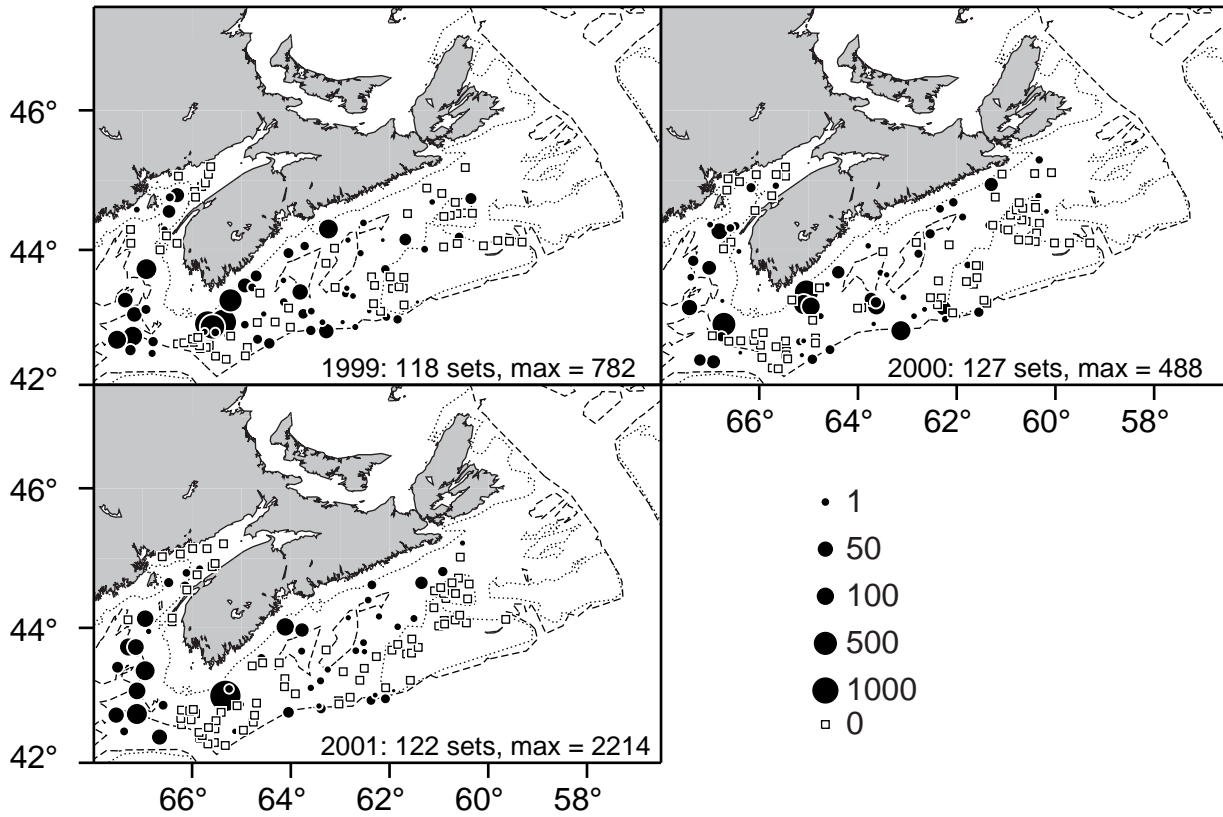 46°
44°
42°
1999: 118 sets, max = 782
2000: 127 sets, max = 488
66° 64° 62° 60° 58°
46°
44°
42°
2001: 122 sets, max = 2214
66° 64° 62° 60° 58°
1
50
100
500
1000
0